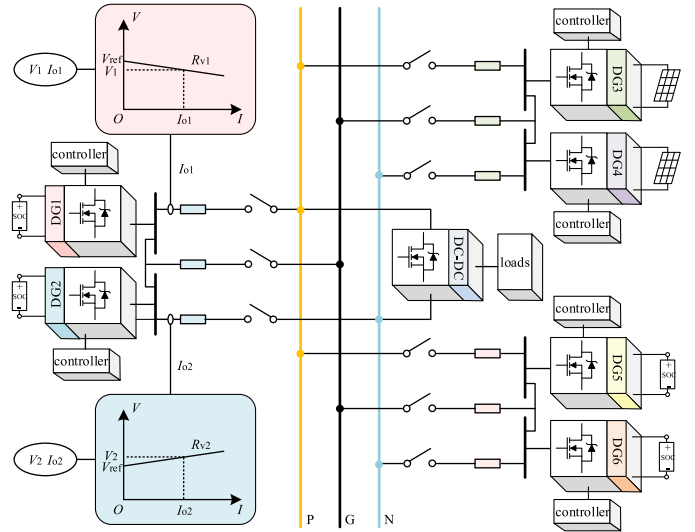 V
Vref
V1
Rv1
O
Io1
I
V1 Io1
Io1
controller
SOC
DG1
SOC
DG2
controller
Io2
V
V2
Vref
Rv2
O
Io2
I
V2 Io2
P
G
N
controller
DG3
DG4
controller
DC-DC
loads
controller
DG5
SOC
DG6
SOC
controller